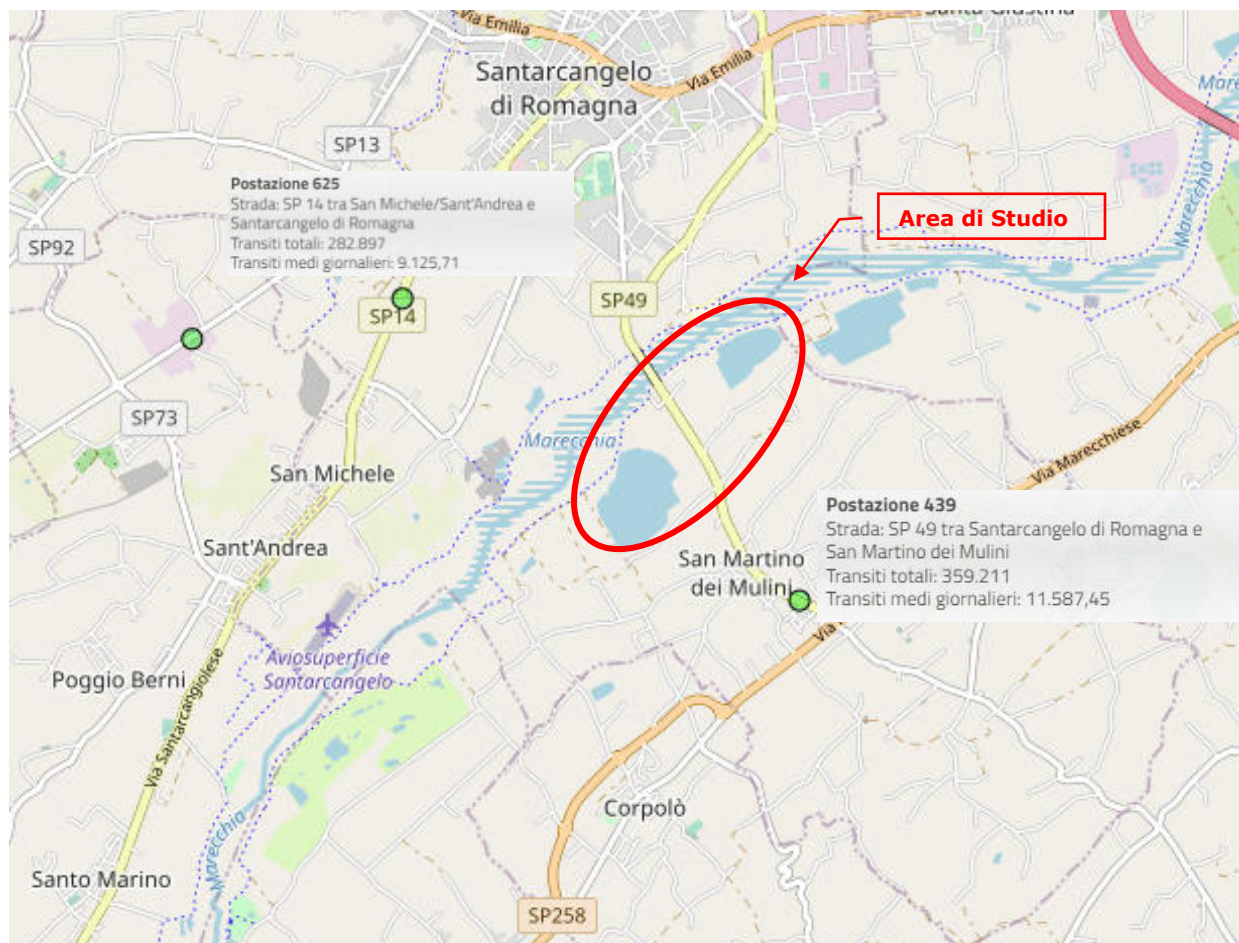 Santa Giustina
Via Emilia
Santarcangelo
di Romagna
Via Emilia
Marecchia
SP13
Postazione 625
Strada: SP 14 tra San Michele/Sant'Andrea e
Santarcangelo di Romagna
Transiti totali: 282.897
Transiti medi giornalieri: 9.125,71
Area di Studio
SP92
SP49
SP14
SP73
Marecchia
Via Marecchiese
San Michele
Postazione 439
Strada: SP 49 tra Santarcangelo di Romagna e
San Martino dei Mulini
Transiti totali: 359.211
Transiti medi giornalieri: 11.587,45
Sant'Andrea
San Martino
dei Mulini
Aviosuperficie
Santarcangelo
Poggio Berni
Via Santarcangiolese
Corpolò
Marecchia
Santo Marino
SP258